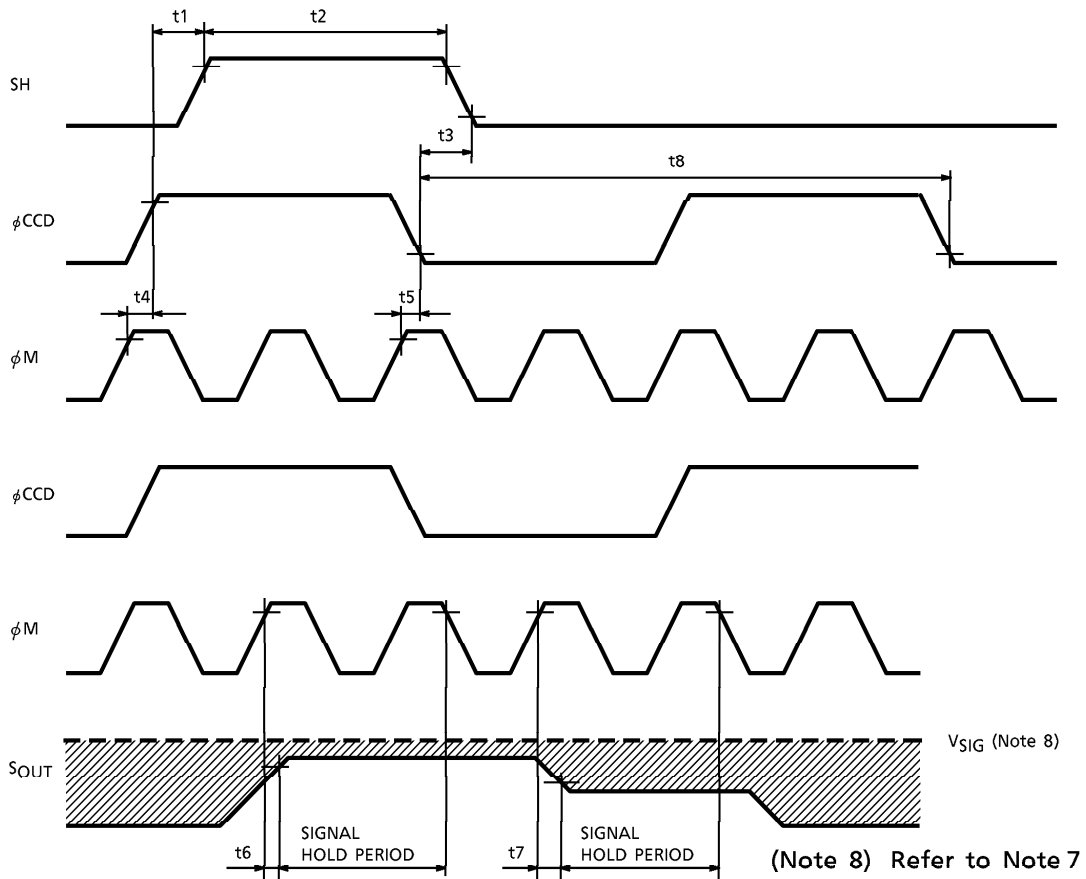 t1
t2
SH
t3
t8
φCCD
t4
t5
φM
φCCD
φM
VSIG (Note 8)
SOUT
SIGNAL
HOLD PERIOD
SIGNAL
HOLD PERIOD
t6
t7
(Note 8) Refer to Note 7